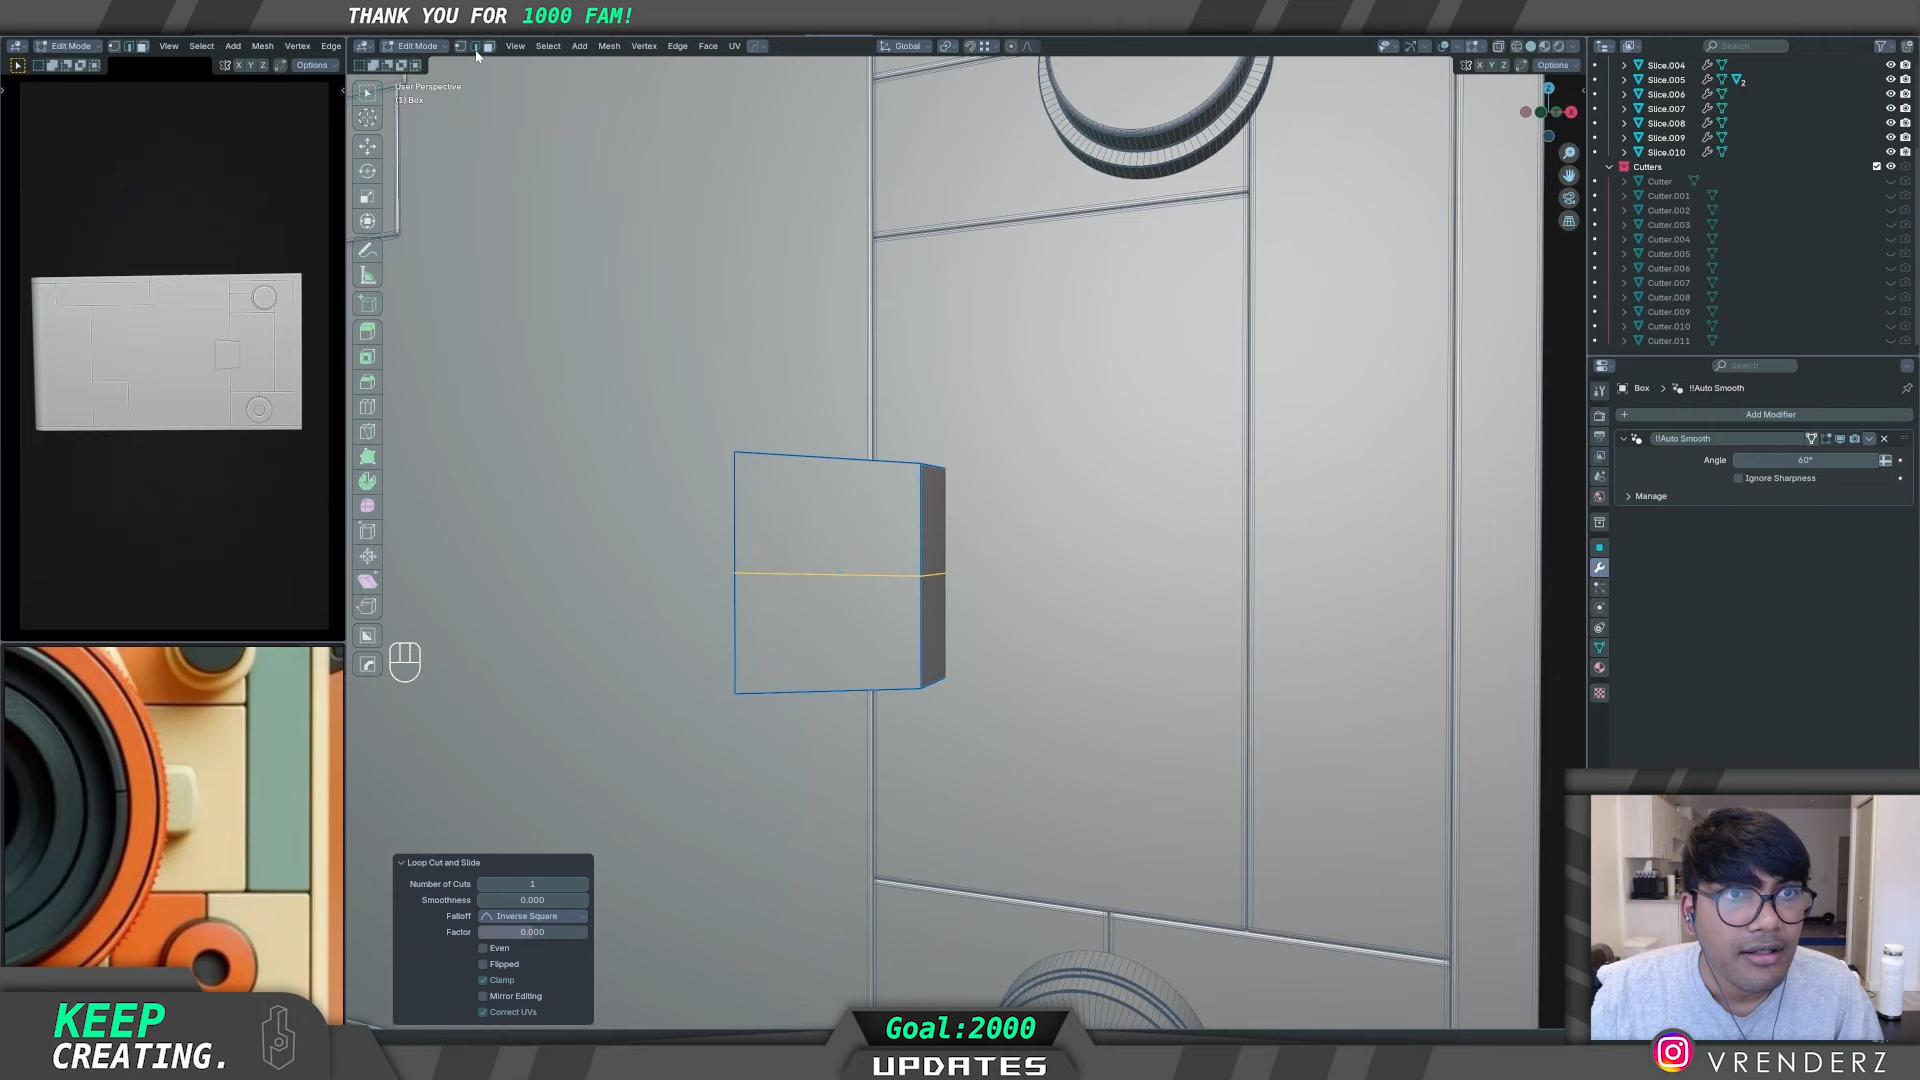 THANK YOU FOR 1000 FAM!
Edit Mode
View
Select
Add
Mesh
Vertex
Edge
Edit Mode
View
Select
Add
Mesh
Vertex
Edge
Face
UV
Global
Search
X
Y
Z
Options
X
Y
Z
Options
User Perspective
(1) Box
Z
X
Slice.004
Slice.005
2
Slice.006
Slice.007
Slice.008
Slice.009
Slice.010
Cutters
Cutter
Cutter.001
Cutter.002
Cutter.003
Cutter.004
Cutter.005
Cutter.006
Cutter.007
Cutter.008
Cutter.009
Cutter.010
Cutter.011
Search
Box
!!Auto Smooth
Add Modifier
!!Auto Smooth
Angle
60°
Ignore Sharpness
Manage
Loop Cut and Slide
Number of Cuts
1
Smoothness
0.000
Falloff
Inverse Square
Factor
0.000
Even
Flipped
Clamp
Mirror Editing
Correct UVs
KEEP
CREATING.
Goal:2000
UPDATES
VRENDERZ